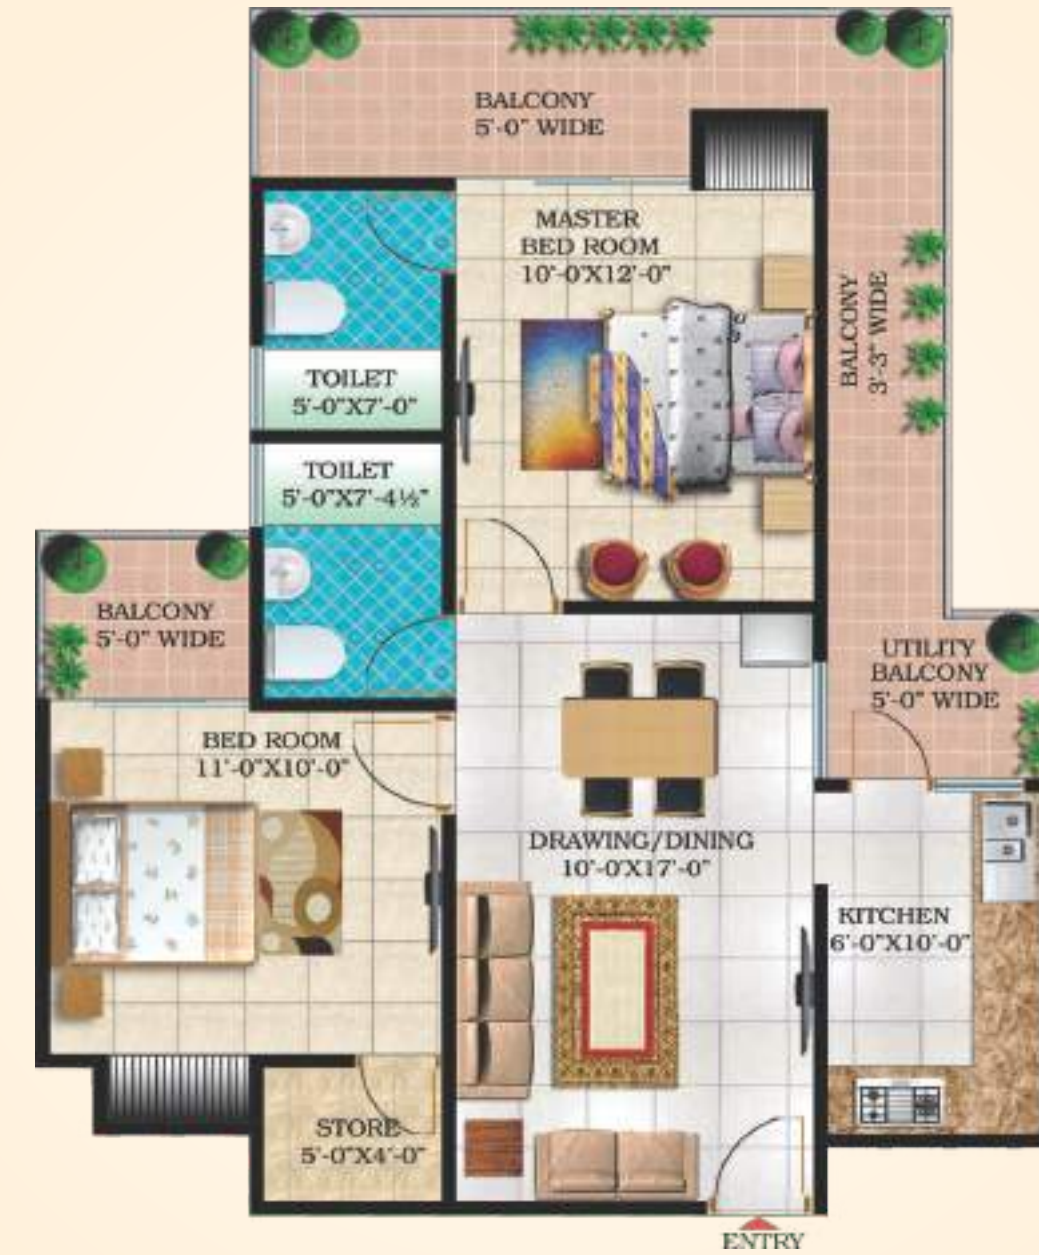 BALCONY
5'-0" WIDE
MASTER
BED ROOM
10"-0'X12'-0"
BALCONY
3'-3" WIDE
TOILET
5'-0"X7'-0"
TOILET
5'-0"X7'-4½"
BALCONY
5'-0" WIDE
UTILITY
BALCONY
5'-0" WIDE
BED ROOM
11'-0"X10'-0"
DRAWING/DINING
10"-0'X17'-0"
KITCHEN
6'-0"X10'-0"
STORE
5'-0"X4'-0"
ENTRY